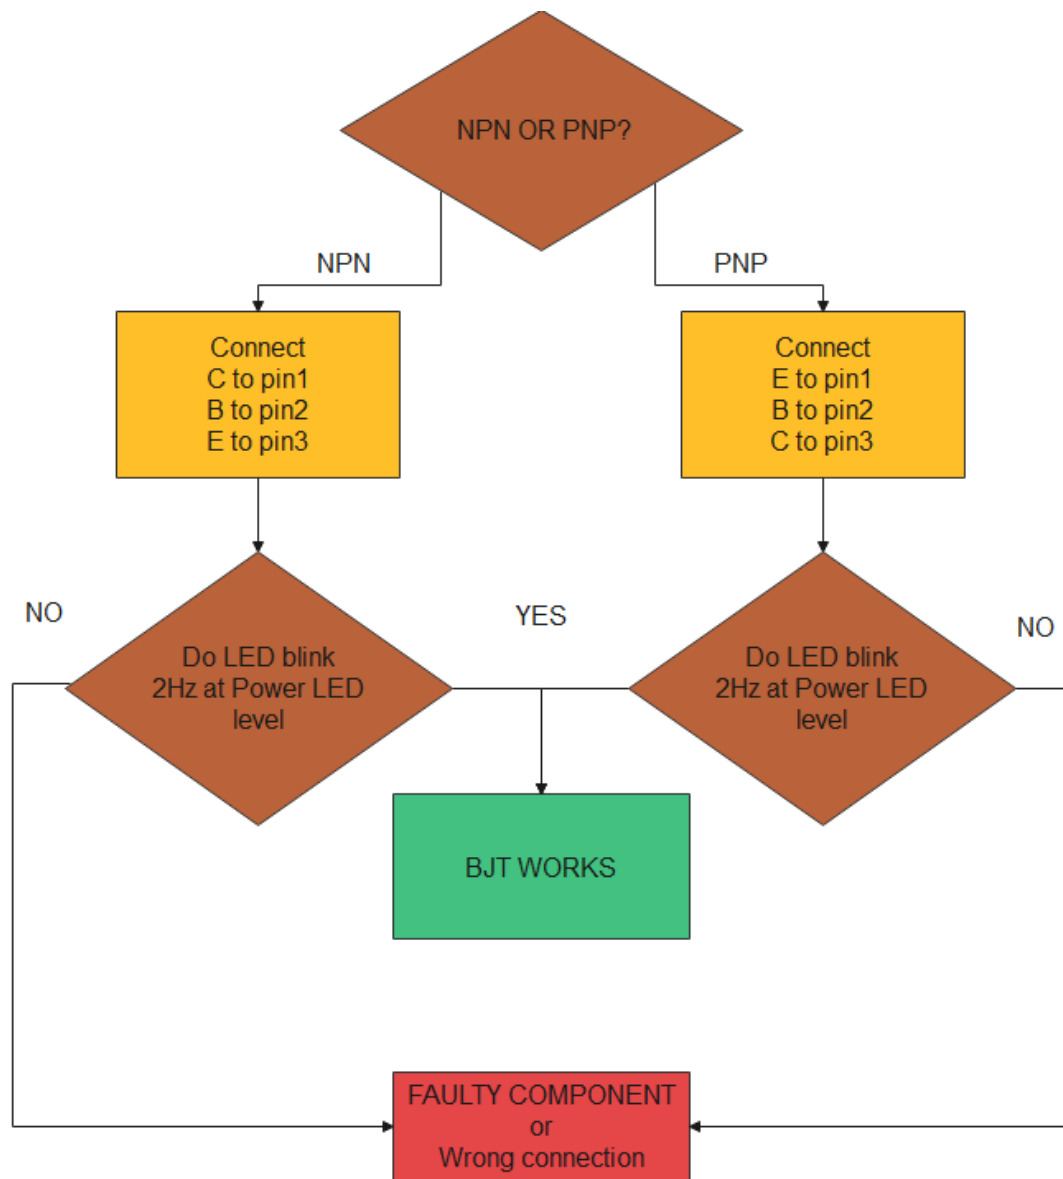 NPN OR PNP?
NPN
PNP
Connect
C to pin1
B to pin2
E to pin3
Connect
E to pin1
B to pin2
C to pin3
NO
YES
NO
Do LED blink
2Hz at Power LED
level
Do LED blink
2Hz at Power LED
level
BJT WORKS
FAULTY COMPONENT
or
Wrong connection